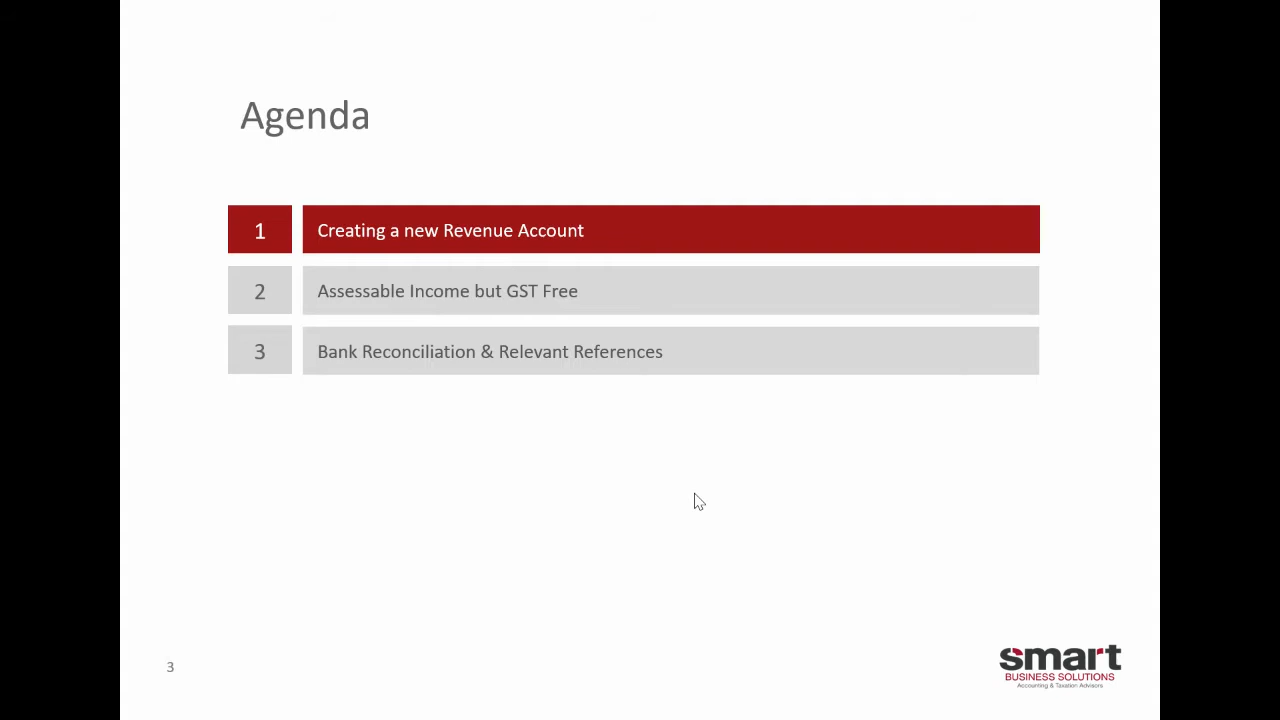 Agenda
1 Creating a new Revenue Account
2 Assessable Income but GST Free
3 Bank Reconciliation & Relevant References
3
smart
BUSINESS SOLUTIONS
Accounting & Taxation Advisors